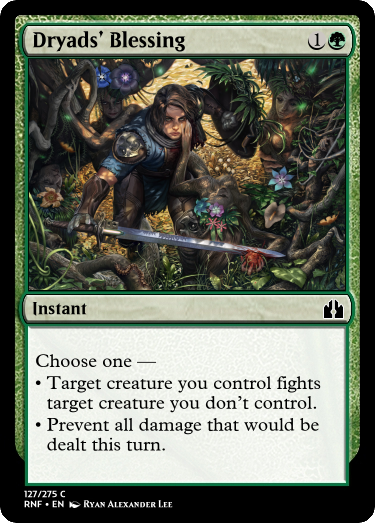 Dryads’ Blessing 1
Instant
Choose one —
• Target creature you control fights
target creature you don’t control.
• Prevent all damage that would be
dealt this turn.
127/275 C
RNF • EN Ryan Alexander Lee